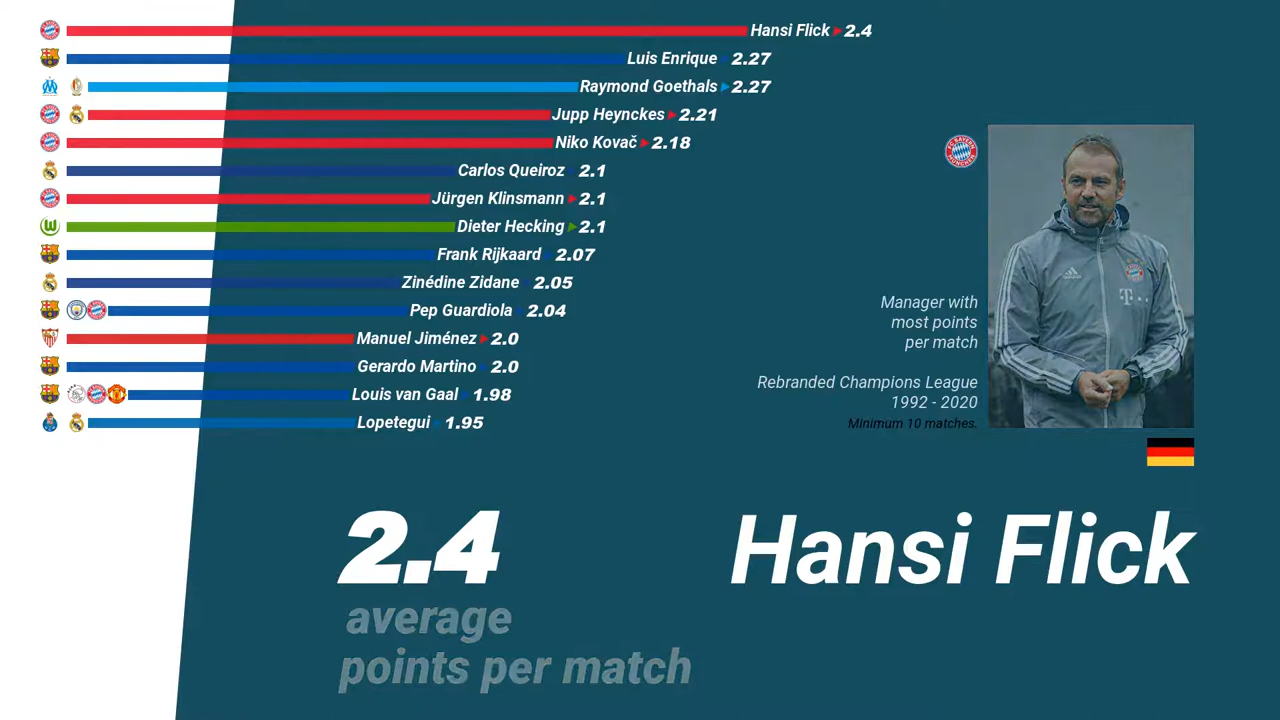 Hansi Flick 2.4
Luis Enrique 2.27
Raymond Goethals 2.27
Jupp Heynckes 2.21
Niko Kovač 2.18
Carlos Queiroz 2.1
Jürgen Klinsmann 2.1
Dieter Hecking 2.1
Frank Rijkaard 2.07
Zinédine Zidane 2.05
Pep Guardiola 2.04
Manuel Jiménez 2.0
Gerardo Martino 2.0
Louis van Gaal 1.98
Lopetegui 1.95
Manager with
most points
per match
Rebranded Champions League
1992 - 2020
Minimum 10 matches.
2.4
average
points per match
Hansi Flick